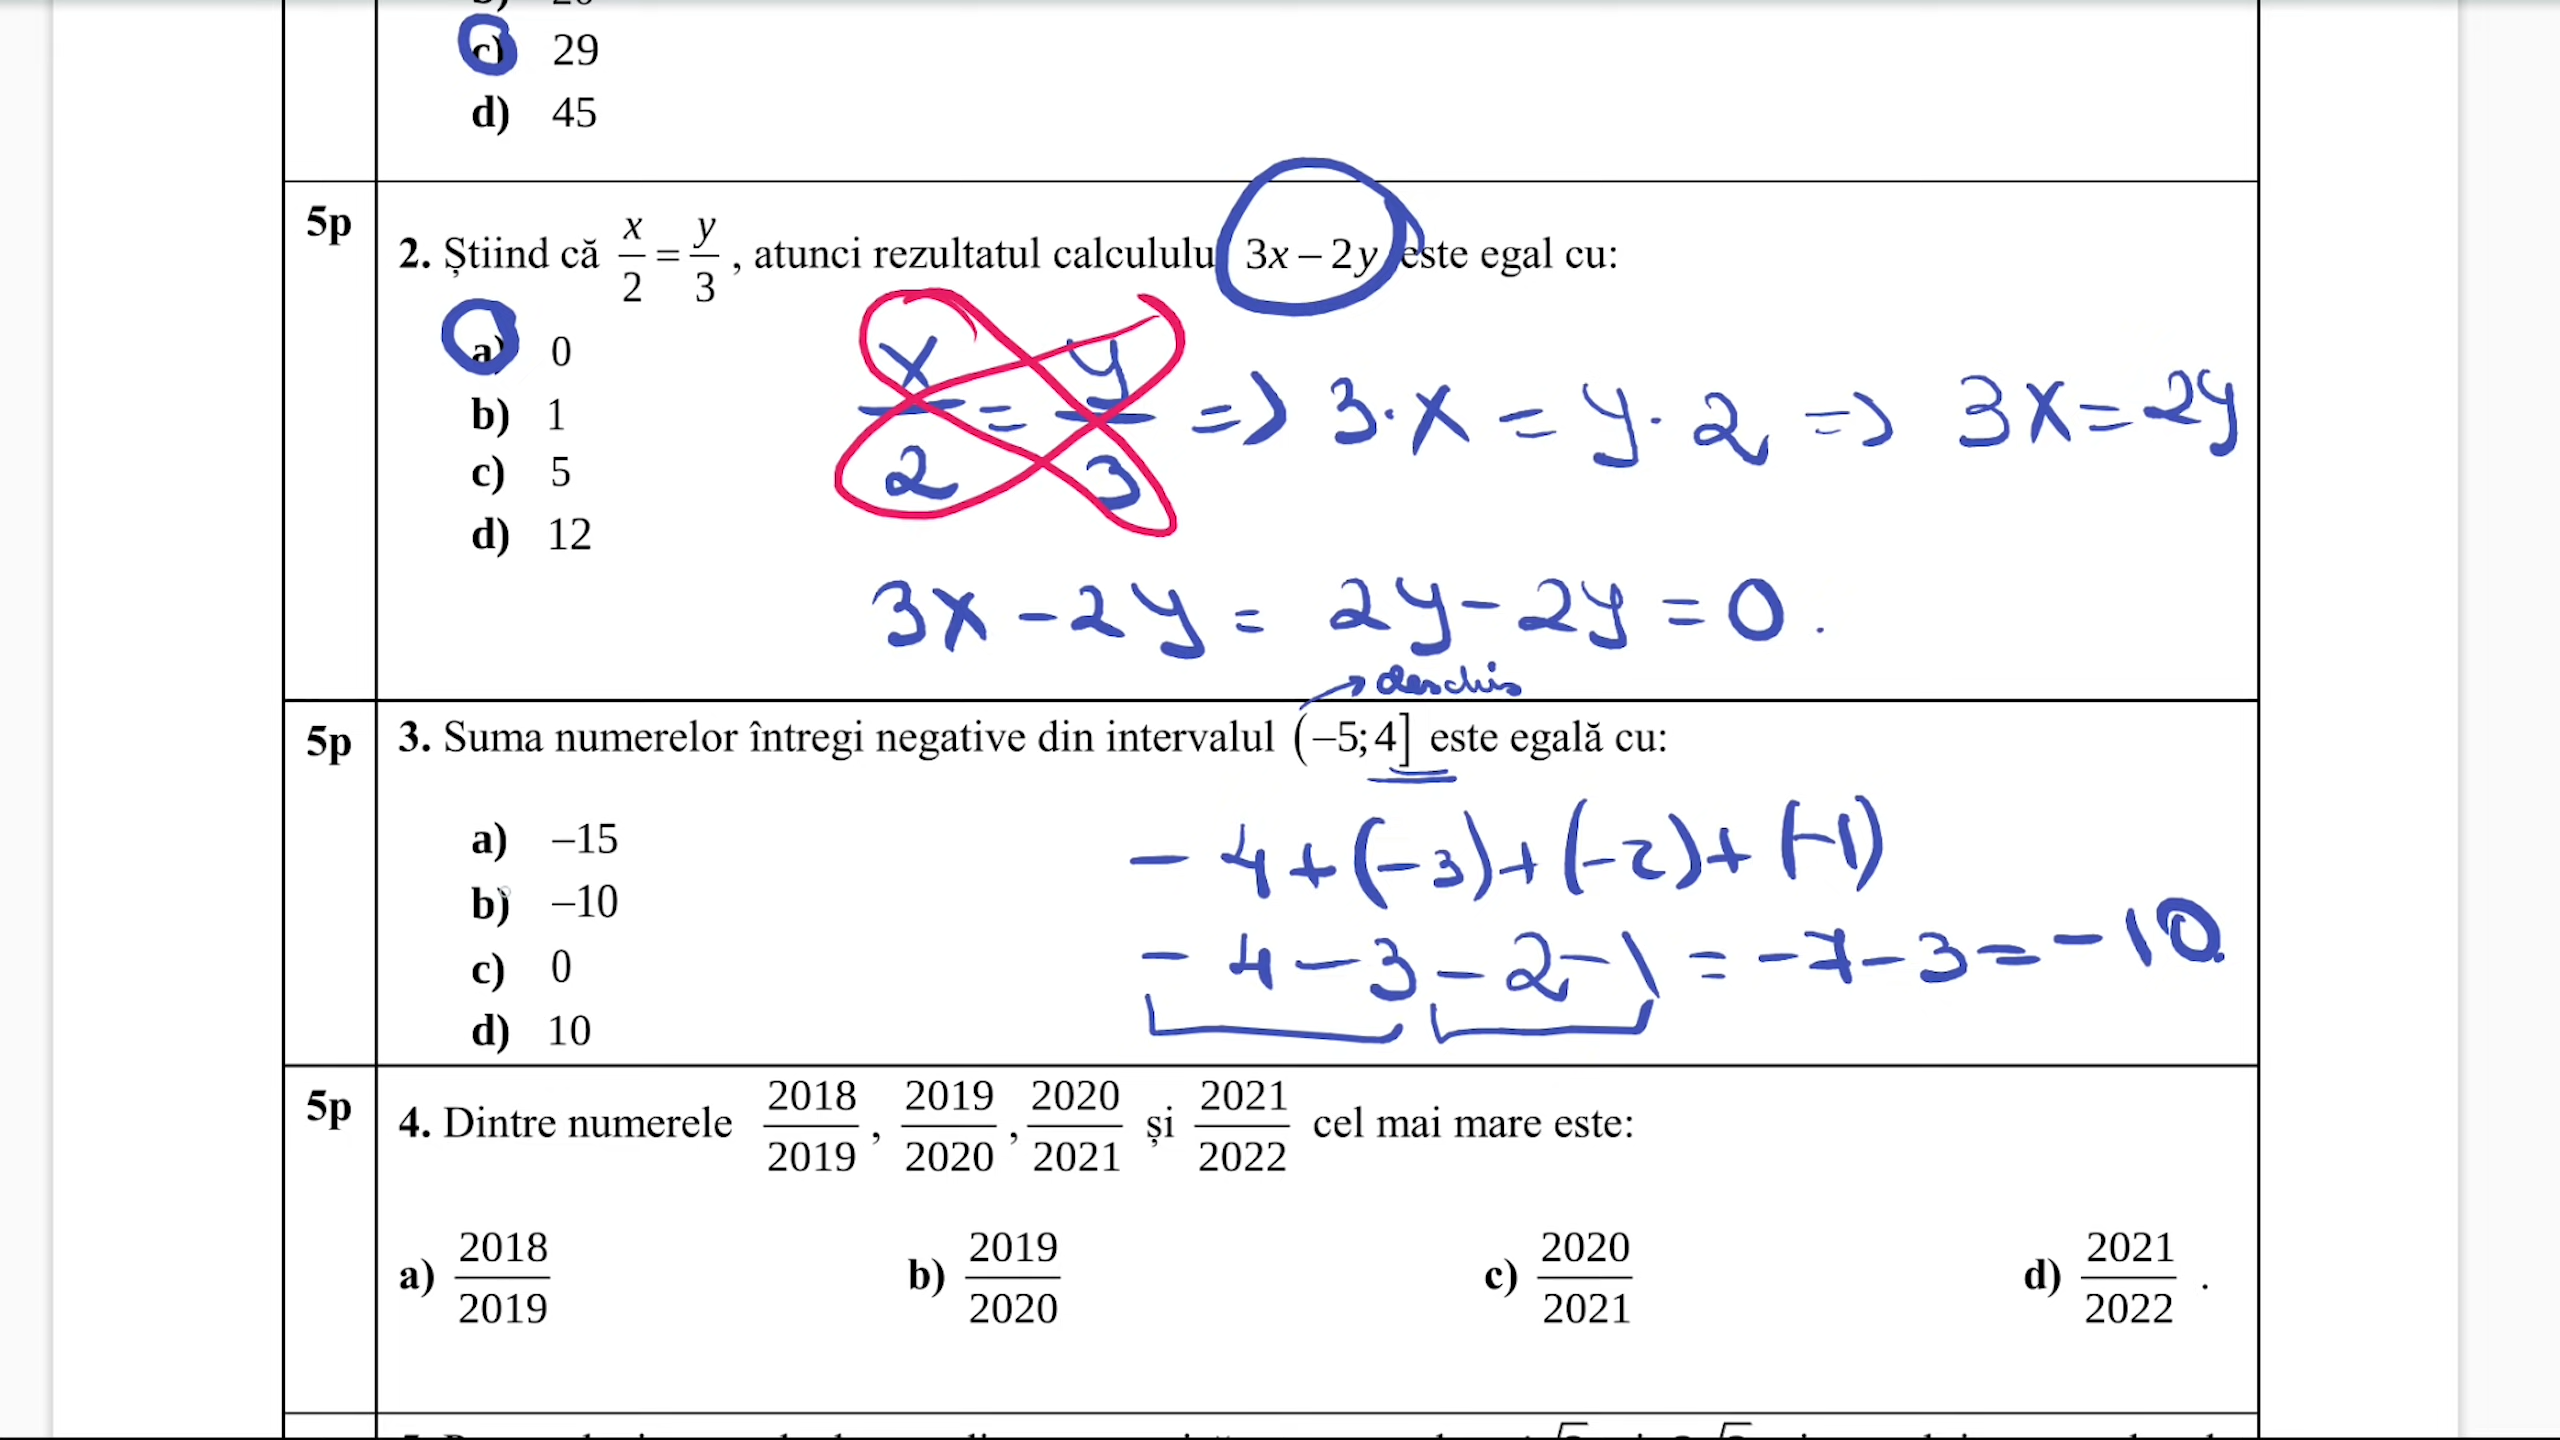 c) 29
d) 45
5p
2. Știind că x/2 = y/3 , atunci rezultatul calcululu 3x – 2y este egal cu:
a) 0
b) 1
c) 5
d) 12
x/2 = y/3 => 3·x = y·2 => 3x = 2y
3x – 2y = 2y – 2y = 0.
→ deschis
5p
3. Suma numerelor întregi negative din intervalul (–5; 4] este egală cu:
a) –15
b) –10
c) 0
d) 10
– 4 + (–3) + (–2) + (–1)
– 4 – 3 – 2 – 1 = –7 – 3 = –10.
5p
4. Dintre numerele 2018/2019 , 2019/2020 , 2020/2021 și 2021/2022 cel mai mare este:
a) 2018/2019 b) 2019/2020 c) 2020/2021 d) 2021/2022 .